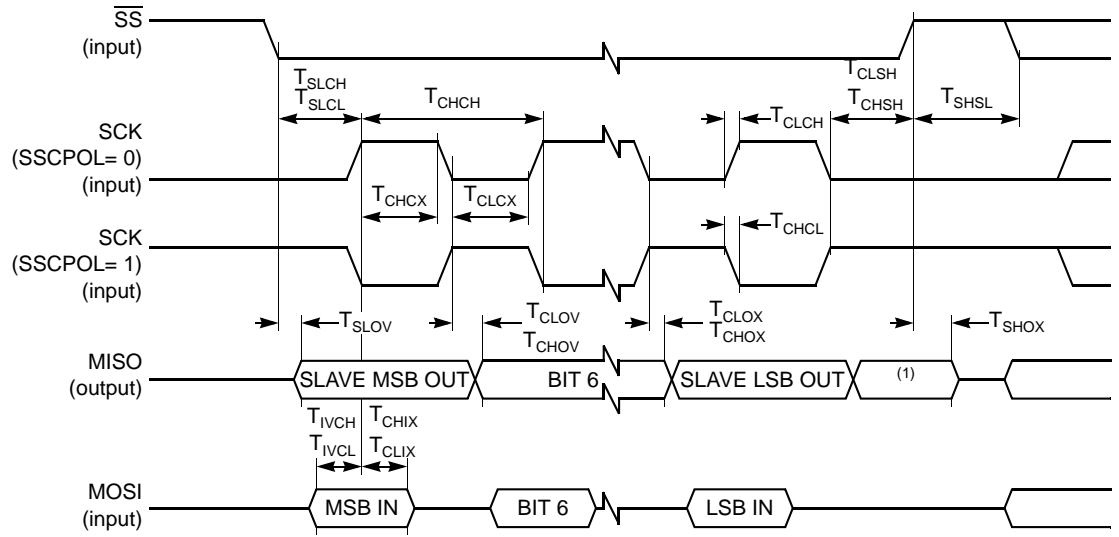 SS
(input)
T_SLCH
T_SLCL
T_CHCH
T_CLSH
T_CHSH
T_SHSL
T_CLCH
SCK
(SSCPOL= 0)
(input)
T_CHCX
T_CLCX
SCK
(SSCPOL= 1)
(input)
T_CHCL
T_SLOV
T_CLOV
T_CHOV
T_CLOX
T_CHOX
T_SHOX
MISO
(output)
SLAVE MSB OUT
BIT 6
SLAVE LSB OUT
(1)
T_IVCH
T_IVCL
T_CHIX
T_CLIX
MOSI
(input)
MSB IN
BIT 6
LSB IN